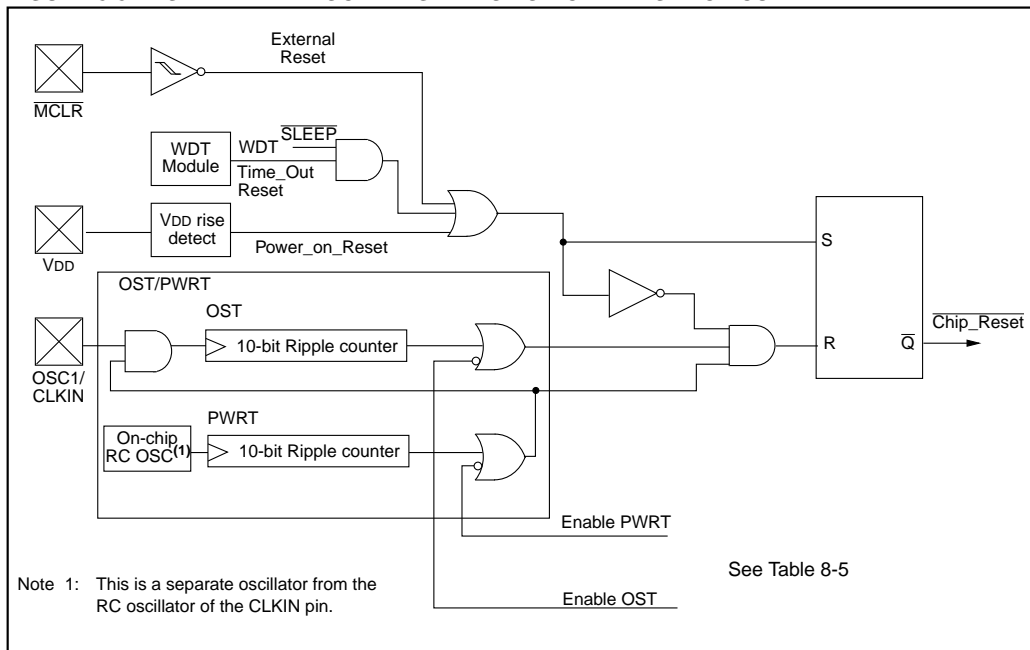 External
Reset
MCLR
SLEEP
WDT
Module
WDT
Time_Out
Reset
VDD rise
detect
Power_on_Reset
VDD
S
OST/PWRT
OST
10-bit Ripple counter
OSC1/
CLKIN
R
Q
Chip_Reset
PWRT
On-chip
RC OSC(1)
10-bit Ripple counter
Enable PWRT
See Table 8-5
Enable OST
Note 1: This is a separate oscillator from the
RC oscillator of the CLKIN pin.